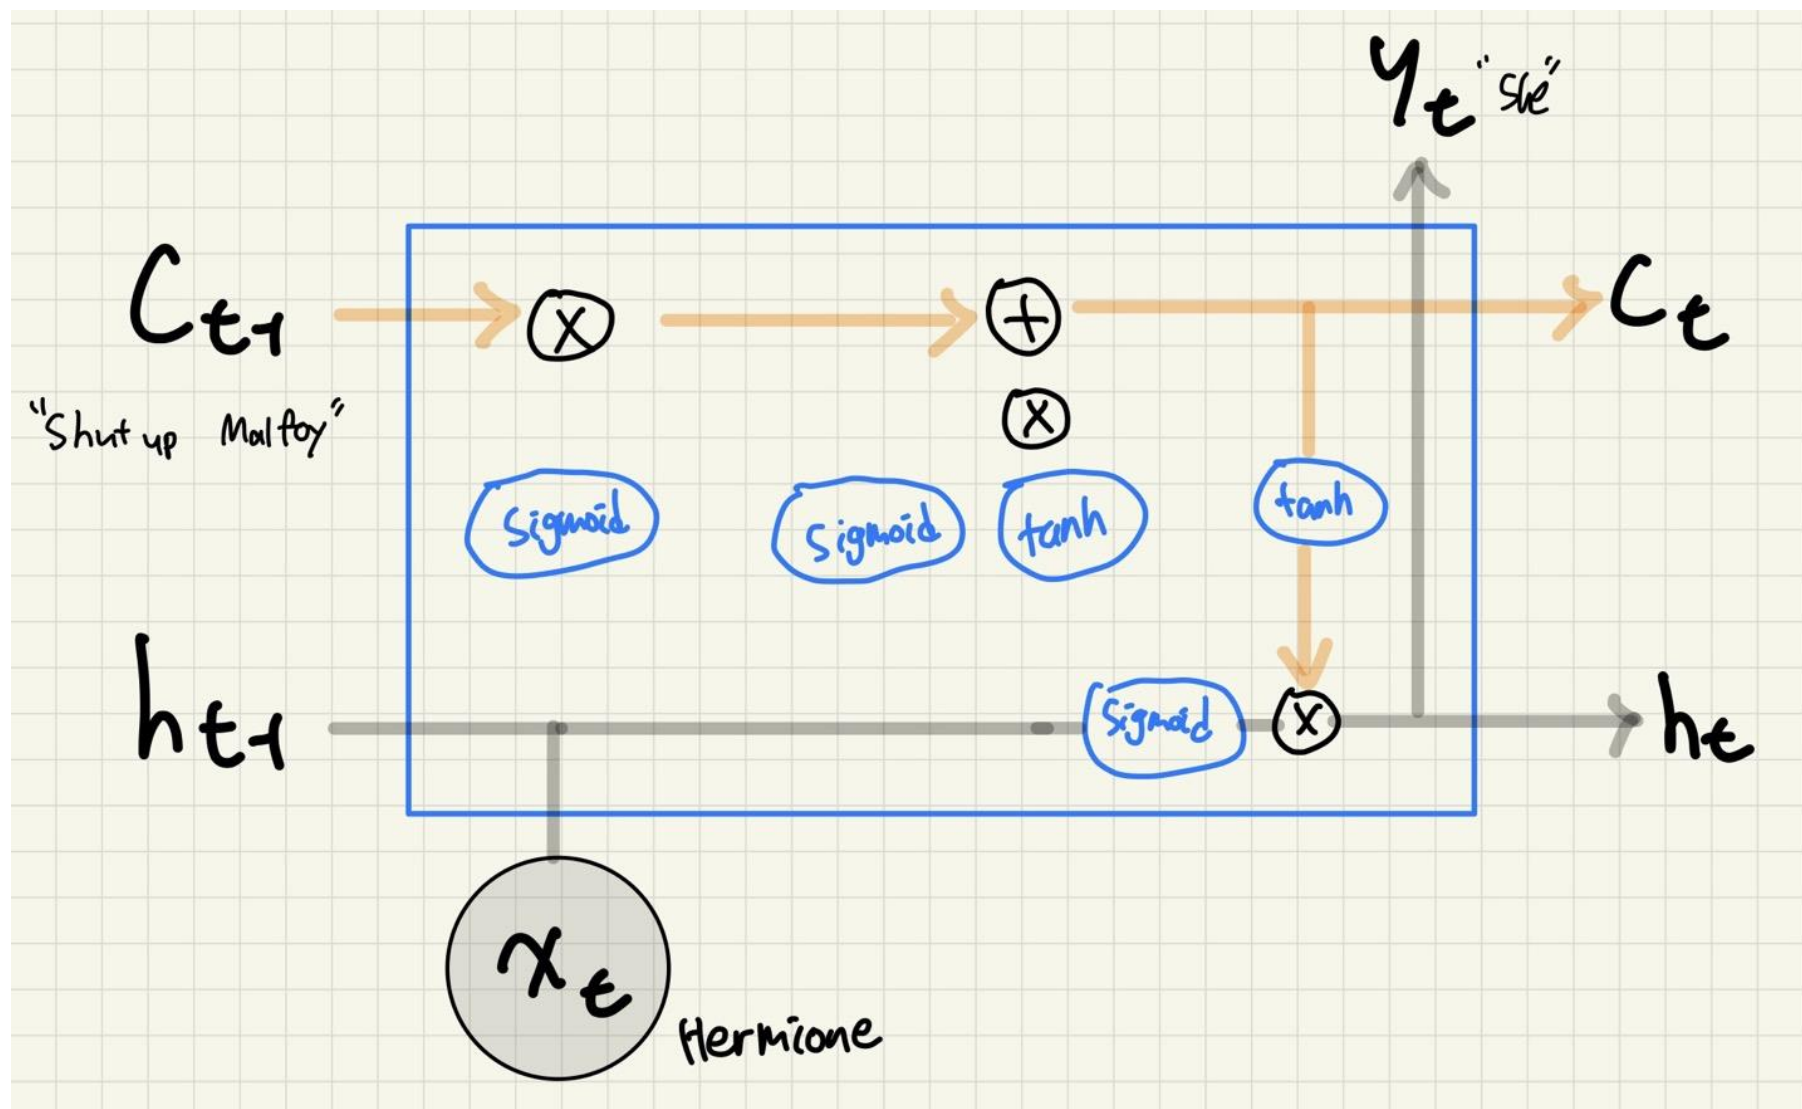 yt "she"
Ct-1
X
+
Ct
X
"Shut up Malfoy"
sigmoid
sigmoid
tanh
tanh
ht-1
sigmoid
X
ht
xt
Hermione